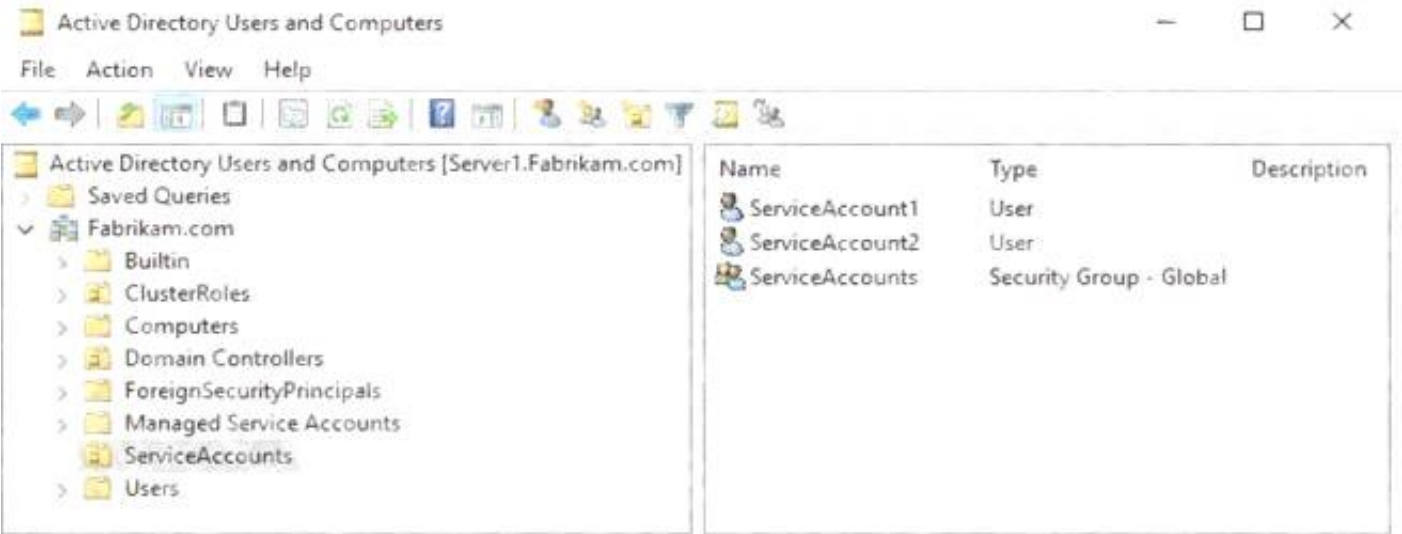 Active Directory Users and Computers
File Action View Help
Active Directory Users and Computers [Server1.Fabrikam.com]
Saved Queries
Fabrikam.com
Builtin
ClusterRoles
Computers
Domain Controllers
ForeignSecurityPrincipals
Managed Service Accounts
ServiceAccounts
Users
Name Type Description
ServiceAccount1 User
ServiceAccount2 User
ServiceAccounts Security Group - Global